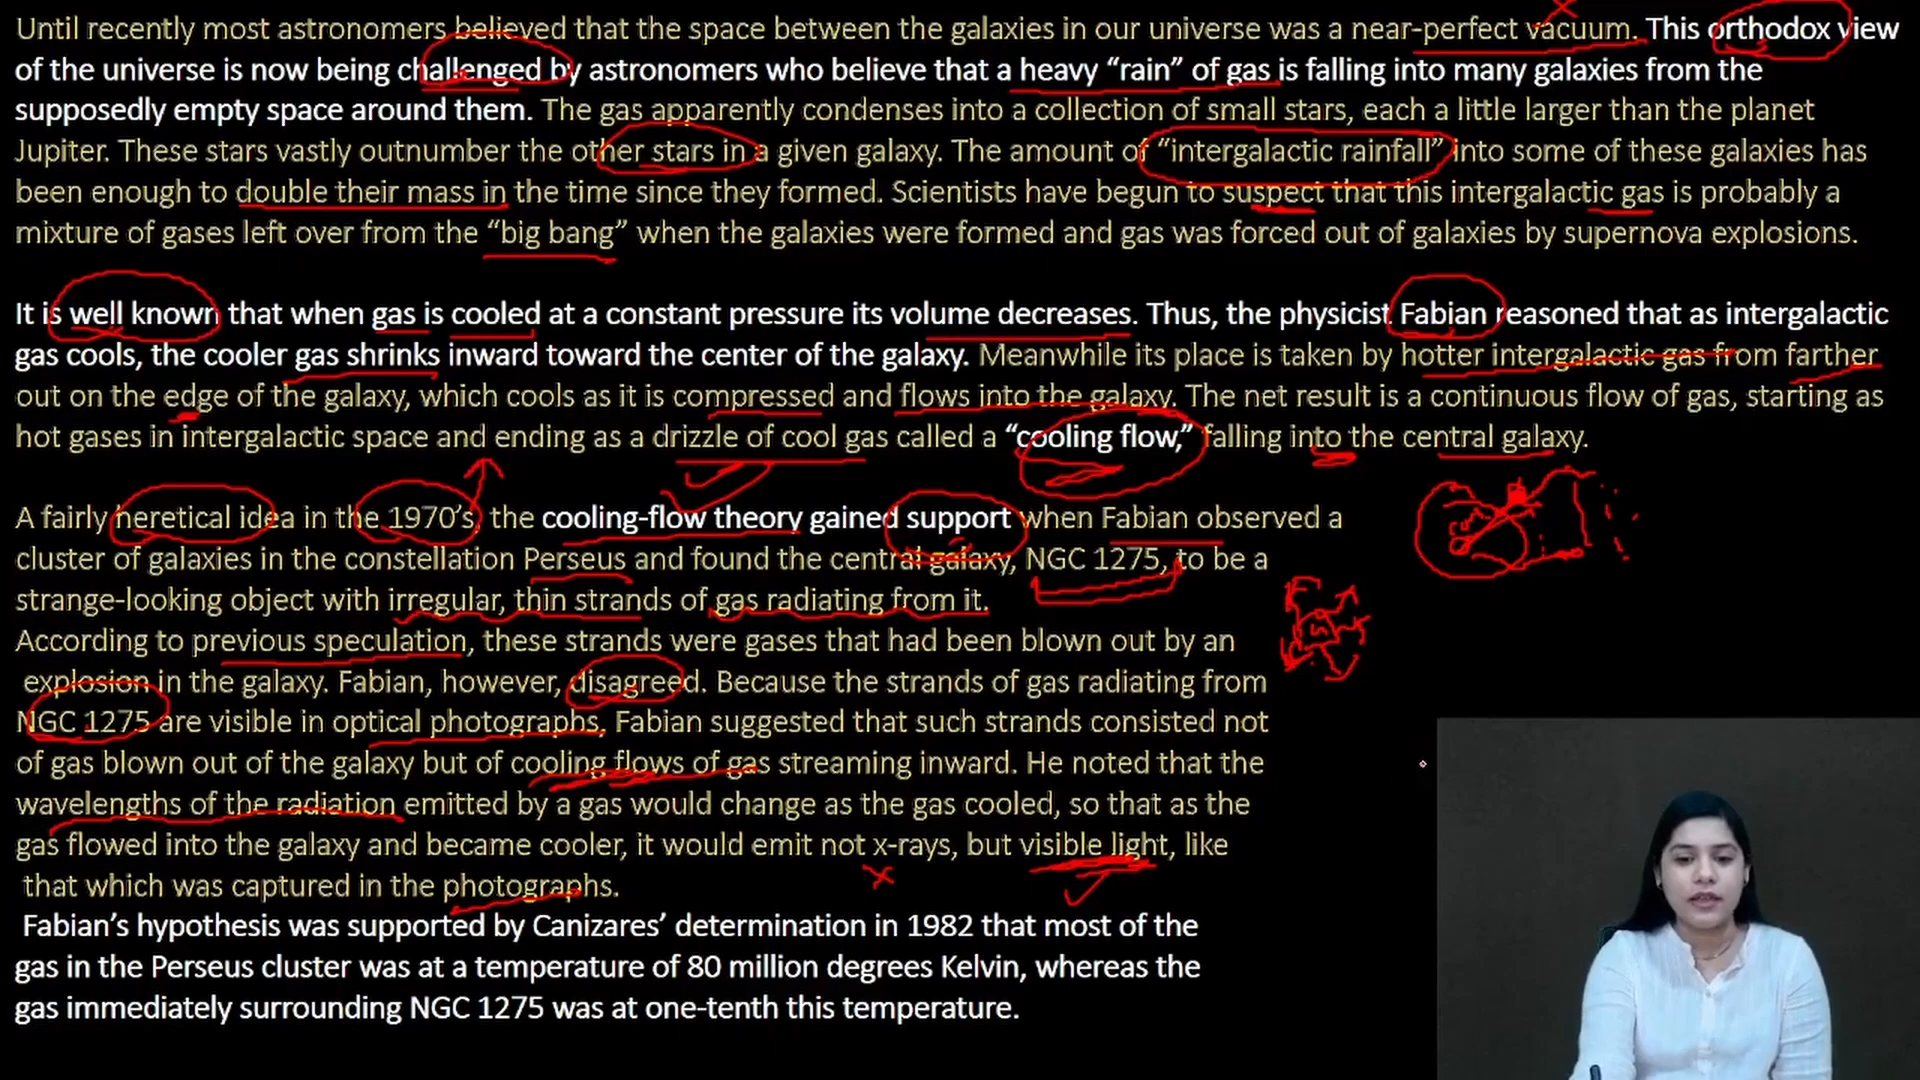 Until recently most astronomers believed that the space between the galaxies in our universe was a near-perfect vacuum. This orthodox view
of the universe is now being challenged by astronomers who believe that a heavy “rain” of gas is falling into many galaxies from the
supposedly empty space around them. The gas apparently condenses into a collection of small stars, each a little larger than the planet
Jupiter. These stars vastly outnumber the other stars in a given galaxy. The amount of “intergalactic rainfall” into some of these galaxies has
been enough to double their mass in the time since they formed. Scientists have begun to suspect that this intergalactic gas is probably a
mixture of gases left over from the “big bang” when the galaxies were formed and gas was forced out of galaxies by supernova explosions.
It is well known that when gas is cooled at a constant pressure its volume decreases. Thus, the physicist Fabian reasoned that as intergalactic
gas cools, the cooler gas shrinks inward toward the center of the galaxy. Meanwhile its place is taken by hotter intergalactic gas from farther
out on the edge of the galaxy, which cools as it is compressed and flows into the galaxy. The net result is a continuous flow of gas, starting as
hot gases in intergalactic space and ending as a drizzle of cool gas called a “cooling flow,” falling into the central galaxy.
A fairly heretical idea in the 1970’s, the cooling-flow theory gained support when Fabian observed a
cluster of galaxies in the constellation Perseus and found the central galaxy, NGC 1275, to be a
strange-looking object with irregular, thin strands of gas radiating from it.
According to previous speculation, these strands were gases that had been blown out by an
explosion in the galaxy. Fabian, however, disagreed. Because the strands of gas radiating from
NGC 1275 are visible in optical photographs, Fabian suggested that such strands consisted not
of gas blown out of the galaxy but of cooling flows of gas streaming inward. He noted that the
wavelengths of the radiation emitted by a gas would change as the gas cooled, so that as the
gas flowed into the galaxy and became cooler, it would emit not x-rays, but visible light, like
that which was captured in the photographs.
Fabian’s hypothesis was supported by Canizares’ determination in 1982 that most of the
gas in the Perseus cluster was at a temperature of 80 million degrees Kelvin, whereas the
gas immediately surrounding NGC 1275 was at one-tenth this temperature.